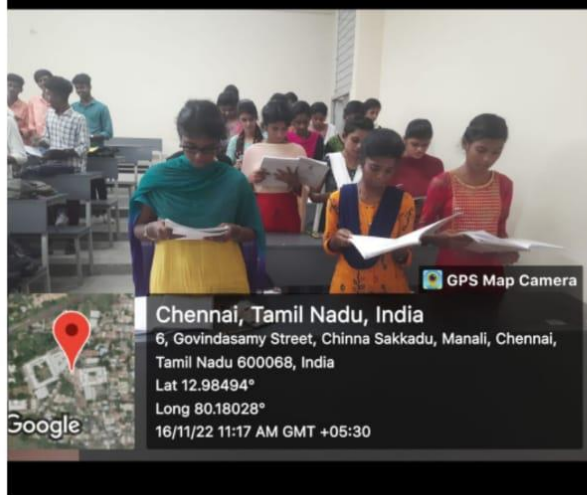 GPS Map Camera
Chennai, Tamil Nadu, India
6, Govindasamy Street, Chinna Sakkadu, Manali, Chennai,
Tamil Nadu 600068, India
Lat 12.98494°
Long 80.18028°
16/11/22 11:17 AM GMT +05:30
Google